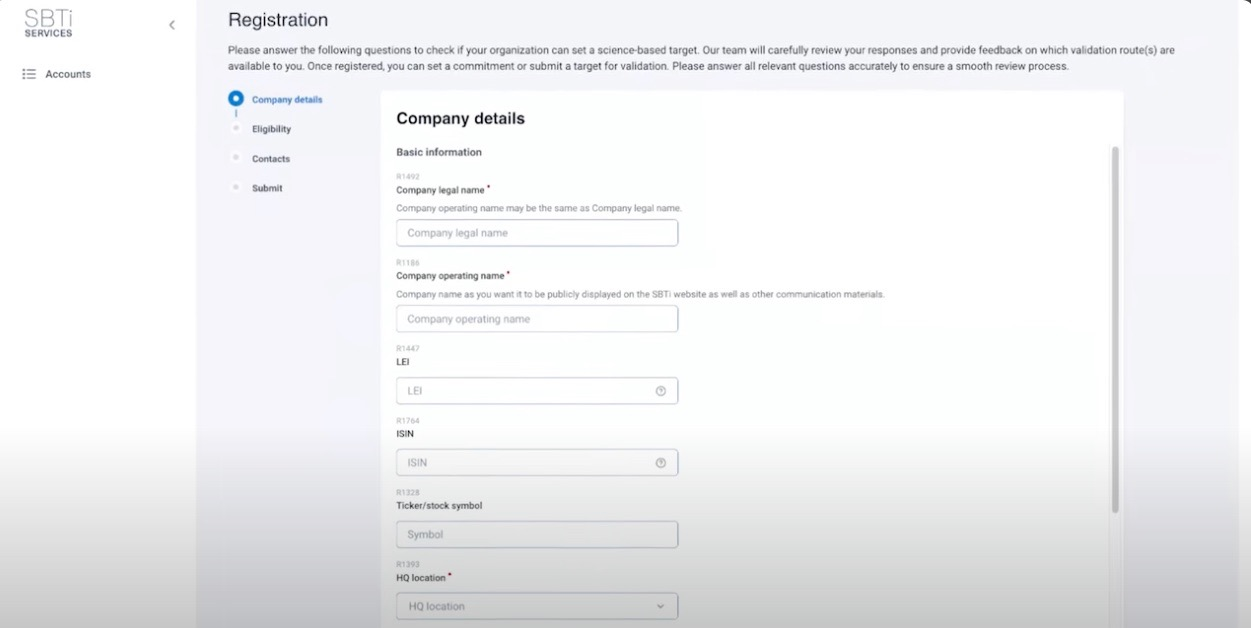 SBTi
SERVICES
Accounts
Registration
Please answer the following questions to check if your organization can set a science-based target. Our team will carefully review your responses and provide feedback on which validation route(s) are
available to you. Once registered, you can set a commitment or submit a target for validation. Please answer all relevant questions accurately to ensure a smooth review process.
Company details
Eligibility
Contacts
Submit
Company details
Basic information
R1492
Company legal name *
Company operating name may be the same as Company legal name.
Company legal name
R1186
Company operating name *
Company name as you want it to be publicly displayed on the SBTi website as well as other communication materials.
Company operating name
R1447
LEI
LEI
R1764
ISIN
ISIN
R1328
Ticker/stock symbol
Symbol
R1393
HQ location *
HQ location